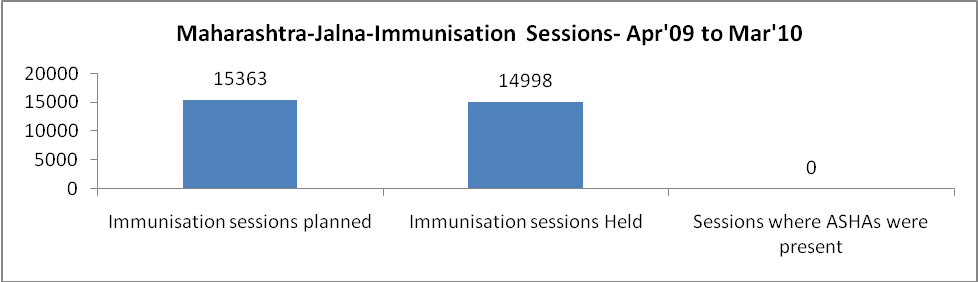 Maharashtra-Jalna-Immunisation Sessions- Apr'09 to Mar'10
20000
15000
10000
5000
0
15363
14998
0
Immunisation sessions planned
Immunisation sessions Held
Sessions where ASHAs were
present